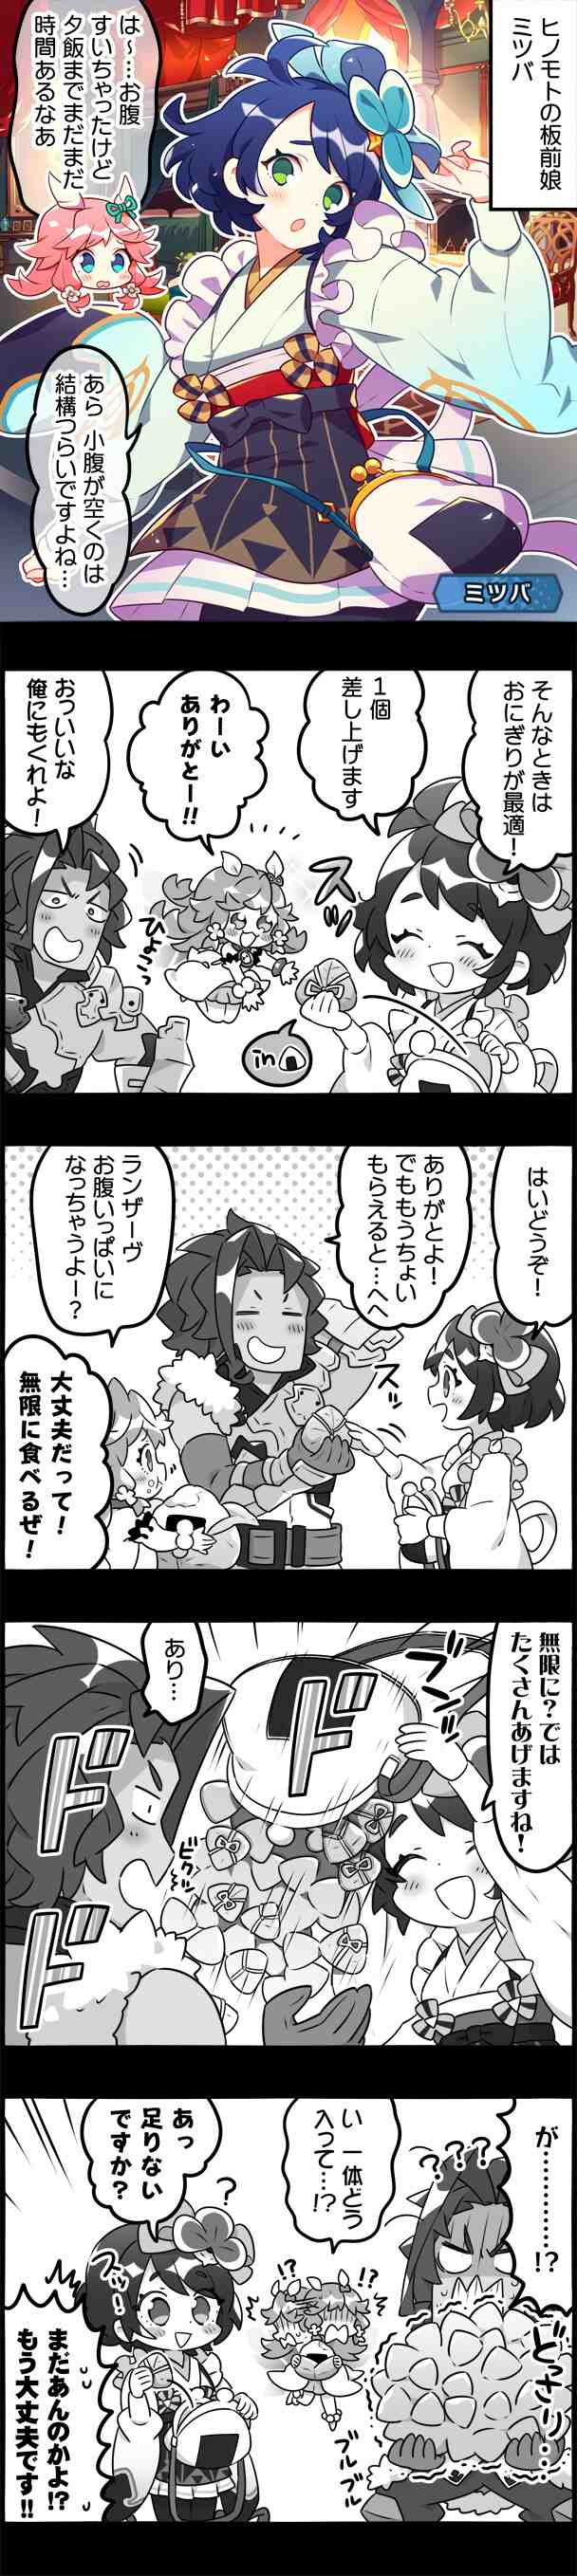 ヒノモトの板前娘
ミツバ
は〜…お腹
すいちゃったけど
夕飯までまだまだ
時間あるなあ
あら 小腹が空くのは
結構つらいですよね…
ミツバ
そんなときは
おにぎりが最適!
1個
差し上げます
わーい
ありがとー!!
おっいいな
俺にもくれよ!
スッ
ひょこっ
in
はいどうぞ!
ありがとよ!
でももうちょい
もらえると…へへ
スッ
ランザーヴ
お腹いっぱいに
なっちゃうよー?
大丈夫だって!
無限に食べるぜ!
無限に?では
たくさんあげますね!
ブンッ
あり…
ドドド
ビクッ
が…………!?
???
どっさり…
い 一体どう
入って…!?
!?
!?
ブルブル
あっ
足りない
ですか?
?
スッ!
まだあんのかよ!?
もう大丈夫です!!